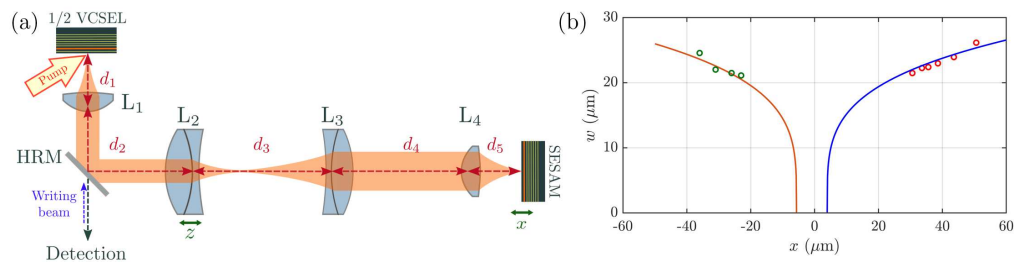 (a)
1/2 VCSEL
Pump
d₁
L₁
L₂
L₃
L₄
d₂
d₃
d₄
d₅
HRM
SESAM
Writing
beam
z
x
Detection
(b)
30
20
10
0
w (μm)
-60 -40 -20 0 20 40 60
x (μm)